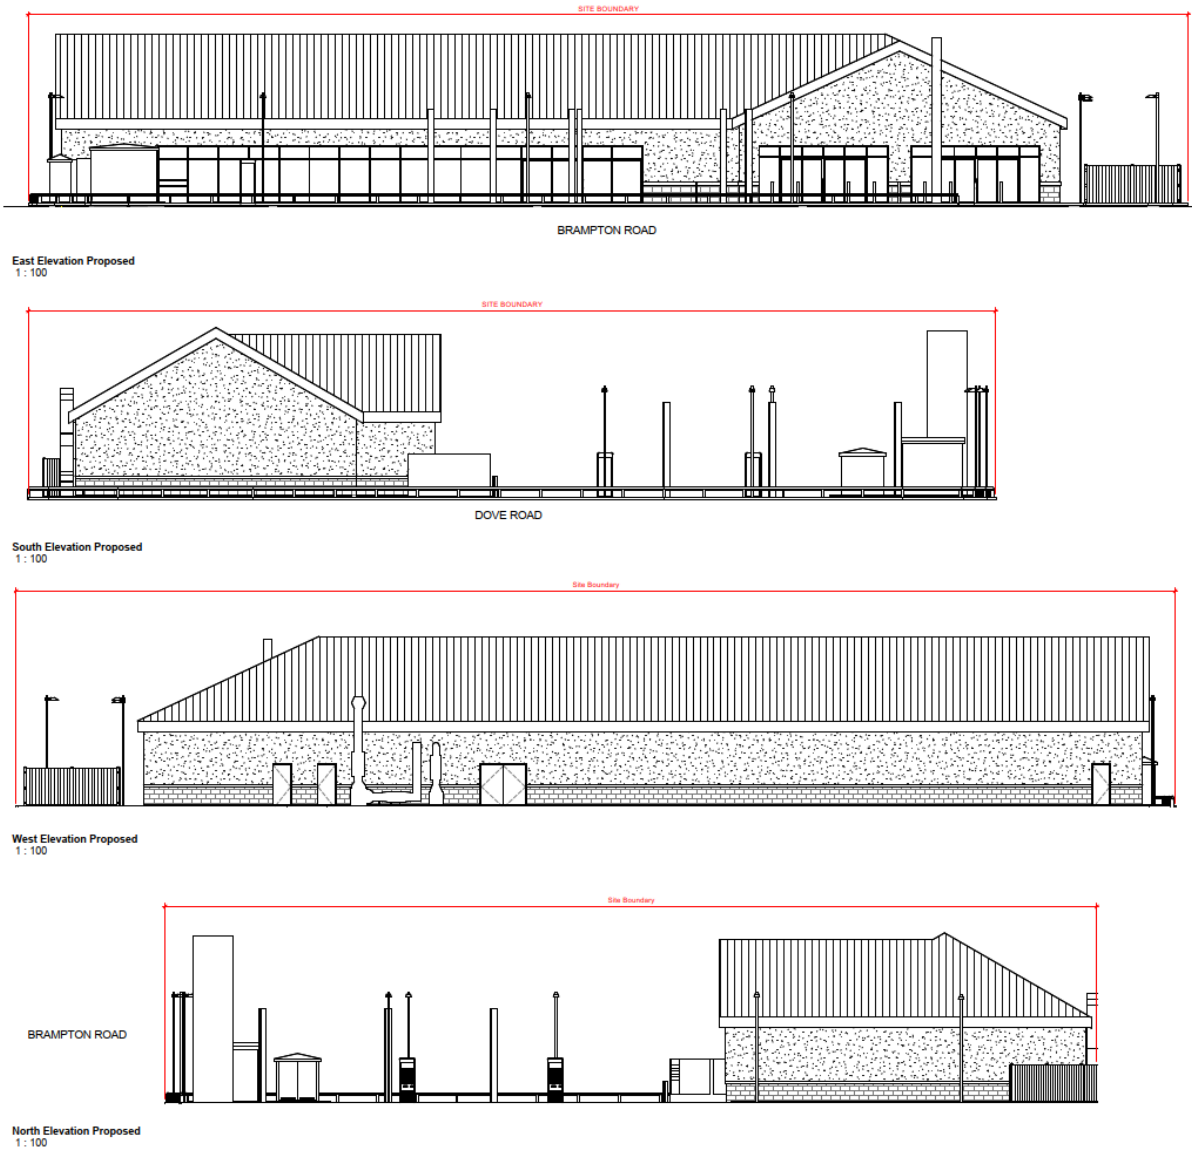 SITE BOUNDARY
BRAMPTON ROAD
East Elevation Proposed
1 : 100
SITE BOUNDARY
DOVE ROAD
South Elevation Proposed
1 : 100
Site Boundary
West Elevation Proposed
1 : 100
Site Boundary
BRAMPTON ROAD
North Elevation Proposed
1 : 100